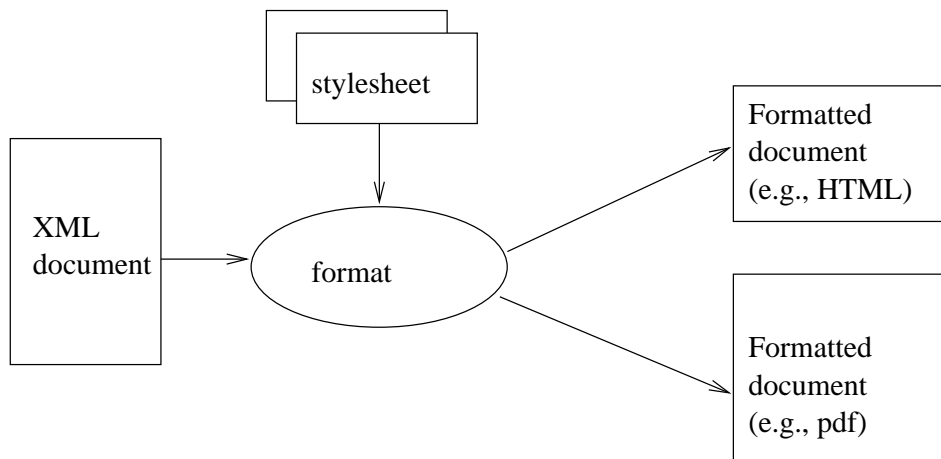 stylesheet
XML
document
format
Formatted
document
(e.g., HTML)
Formatted
document
(e.g., pdf)